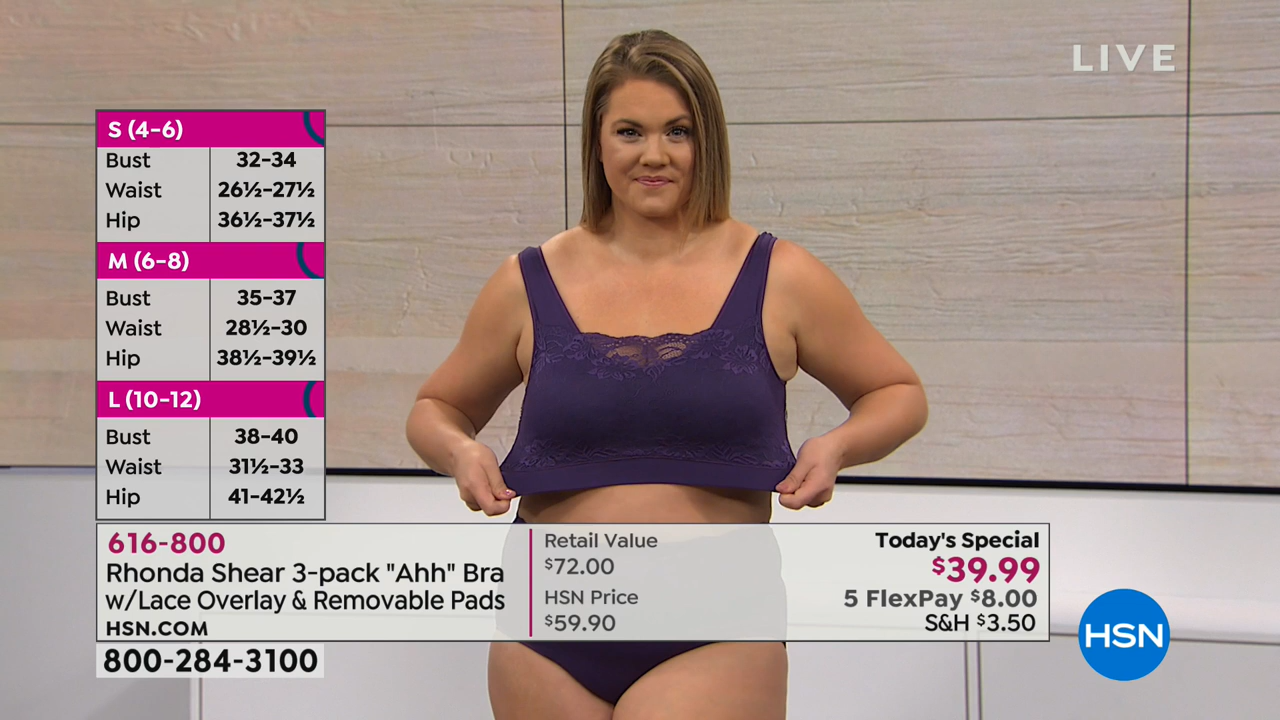 LIVE
S (4-6)
Bust 32-34
Waist 26½-27½
Hip 36½-37½
M (6-8)
Bust 35-37
Waist 28½-30
Hip 38½-39½
L (10-12)
Bust 38-40
Waist 31½-33
Hip 41-42½
616-800
Rhonda Shear 3-pack "Ahh" Bra
w/Lace Overlay & Removable Pads
HSN.COM
800-284-3100
Retail Value
$72.00
HSN Price
$59.90
Today's Special
$39.99
5 FlexPay $8.00
S&H $3.50
HSN